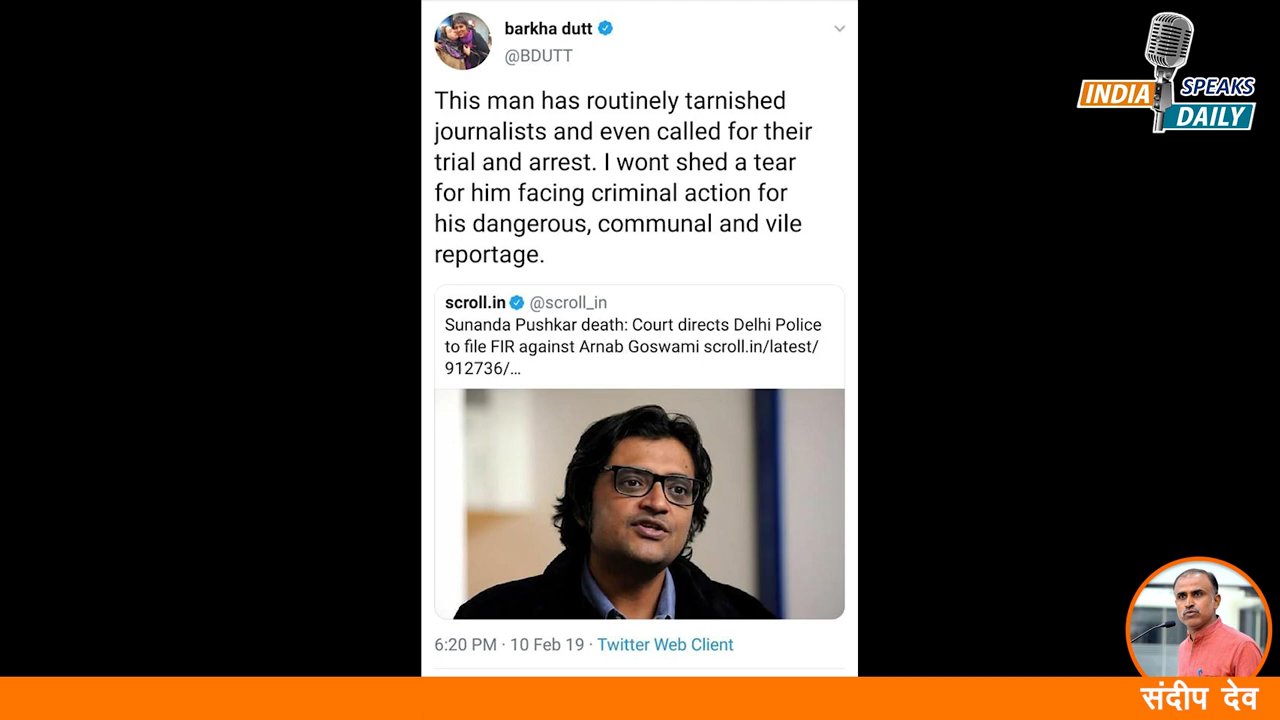 barkha dutt
@BDUTT
This man has routinely tarnished
journalists and even called for their
trial and arrest. I wont shed a tear
for him facing criminal action for
his dangerous, communal and vile
reportage.
scroll.in @scroll_in
Sunanda Pushkar death: Court directs Delhi Police
to file FIR against Arnab Goswami scroll.in/latest/
912736/...
6:20 PM · 10 Feb 19 · Twitter Web Client
INDIA SPEAKS
DAILY
संदीप देव